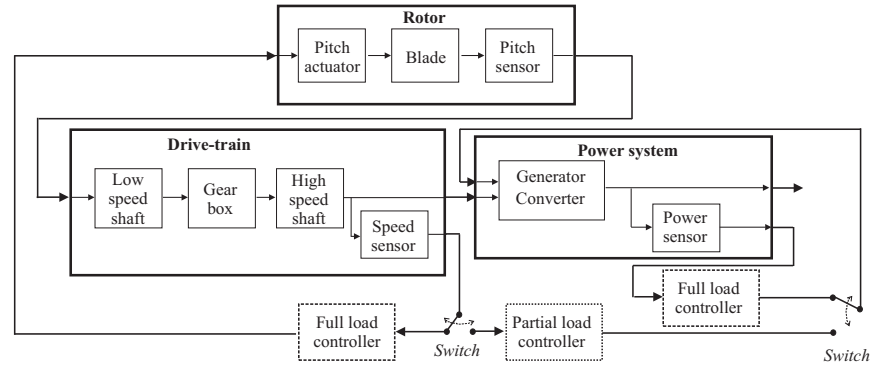 Rotor
Pitch
actuator
Blade
Pitch
sensor
Drive-train
Low
speed
shaft
Gear
box
High
speed
shaft
Speed
sensor
Power system
Generator
Converter
Power
sensor
Full load
controller
Full load
controller
Switch
Partial load
controller
Switch